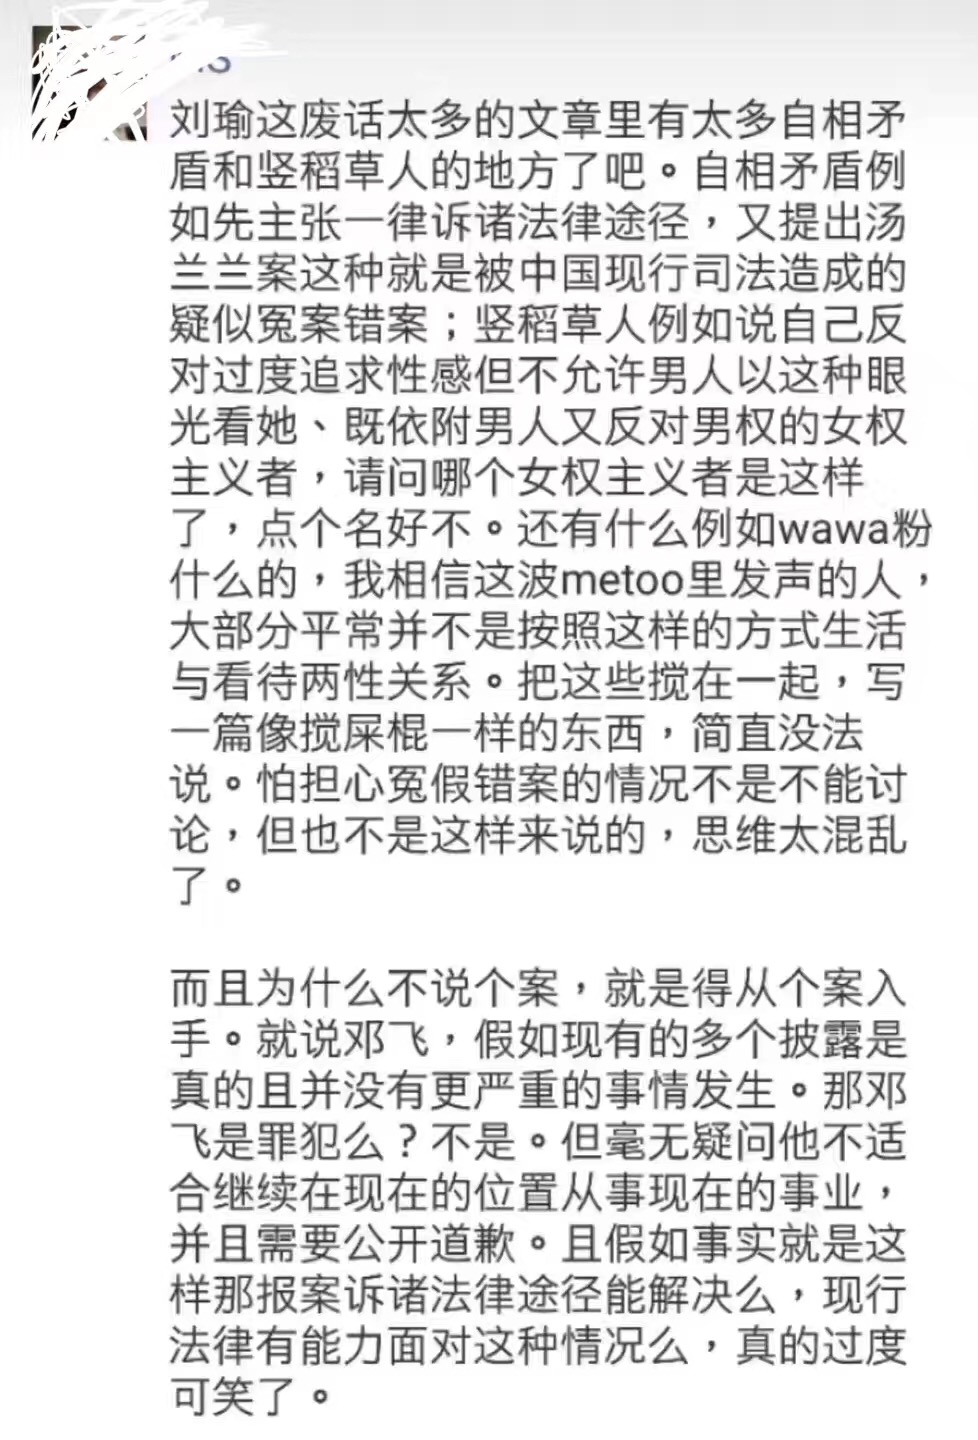 刘瑜这废话太多的文章里有太多自相矛
盾和竖稻草人的地方了吧。自相矛盾例
如先主张一律诉诸法律途径，又提出汤
兰兰案这种就是被中国现行司法造成的
疑似冤案错案；竖稻草人例如说自己反
对过度追求性感但不允许男人以这种眼
光看她、既依附男人又反对男权的女权
主义者，请问哪个女权主义者是这样
了，点个名好不。还有什么例如wawa粉
什么的，我相信这波metoo里发声的人，
大部分平常并不是按照这样的方式生活
与看待两性关系。把这些搅在一起，写
一篇像搅屎棍一样的东西，简直没法
说。怕担心冤假错案的情况不是不能讨
论，但也不是这样来说的，思维太混乱
了。
而且为什么不说个案，就是得从个案入
手。就说邓飞，假如现有的多个披露是
真的且并没有更严重的事情发生。那邓
飞是罪犯么？不是。但毫无疑问他不适
合继续在现在的位置从事现在的事业，
并且需要公开道歉。且假如事实就是这
样那报案诉诸法律途径能解决么，现行
法律有能力面对这种情况么，真的过度
可笑了。